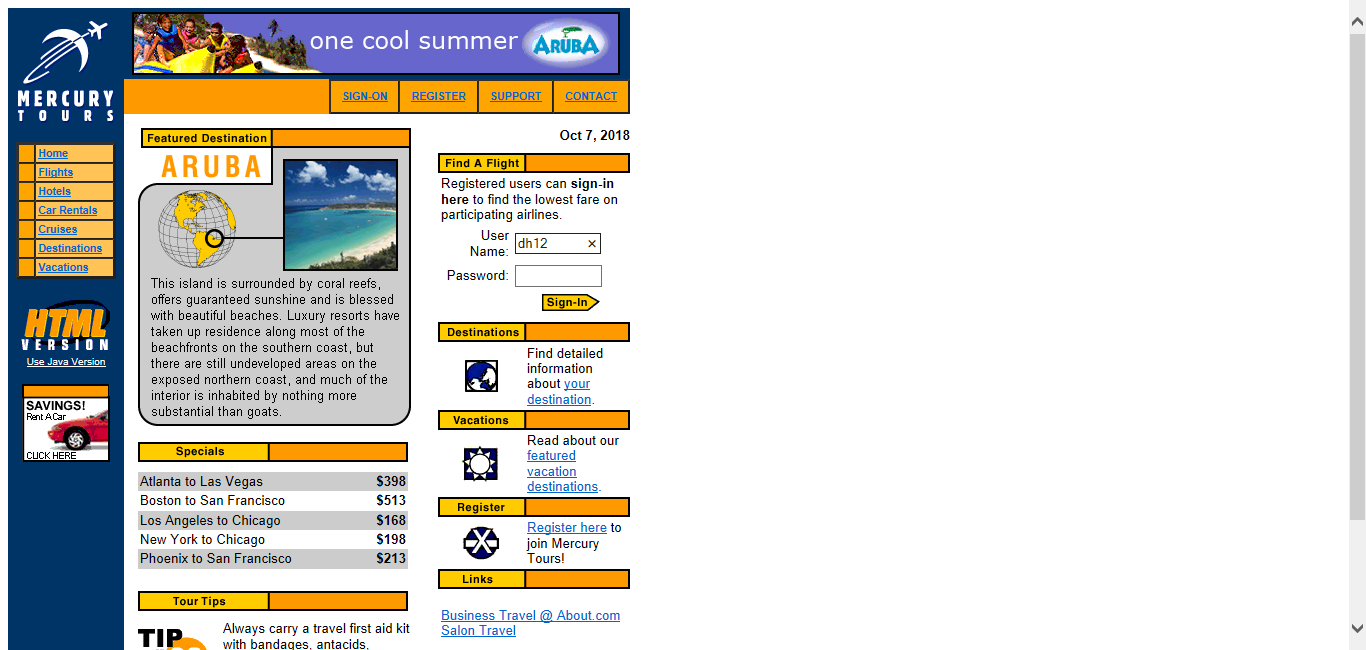 one cool summer ARUBA
MERCURY
TOURS
SIGN-ON REGISTER SUPPORT CONTACT
Home
Flights
Hotels
Car Rentals
Cruises
Destinations
Vacations
HTML
VERSION
Use Java Version
SAVINGS!
Rent A Car
CLICK HERE
Featured Destination
ARUBA
This island is surrounded by coral reefs,
offers guaranteed sunshine and is blessed
with beautiful beaches. Luxury resorts have
taken up residence along most of the
beachfronts on the southern coast, but
there are still undeveloped areas on the
exposed northern coast, and much of the
interior is inhabited by nothing more
substantial than goats.
Specials
Atlanta to Las Vegas $398
Boston to San Francisco $513
Los Angeles to Chicago $168
New York to Chicago $198
Phoenix to San Francisco $213
Tour Tips
TIP
Always carry a travel first aid kit
with bandages, antacids,
Oct 7, 2018
Find A Flight
Registered users can sign-in
here to find the lowest fare on
participating airlines.
User
Name: dh12
Password:
Sign-In
Destinations
Find detailed
information
about your
destination.
Vacations
Read about our
featured
vacation
destinations.
Register
Register here to
join Mercury
Tours!
Links
Business Travel @ About.com
Salon Travel